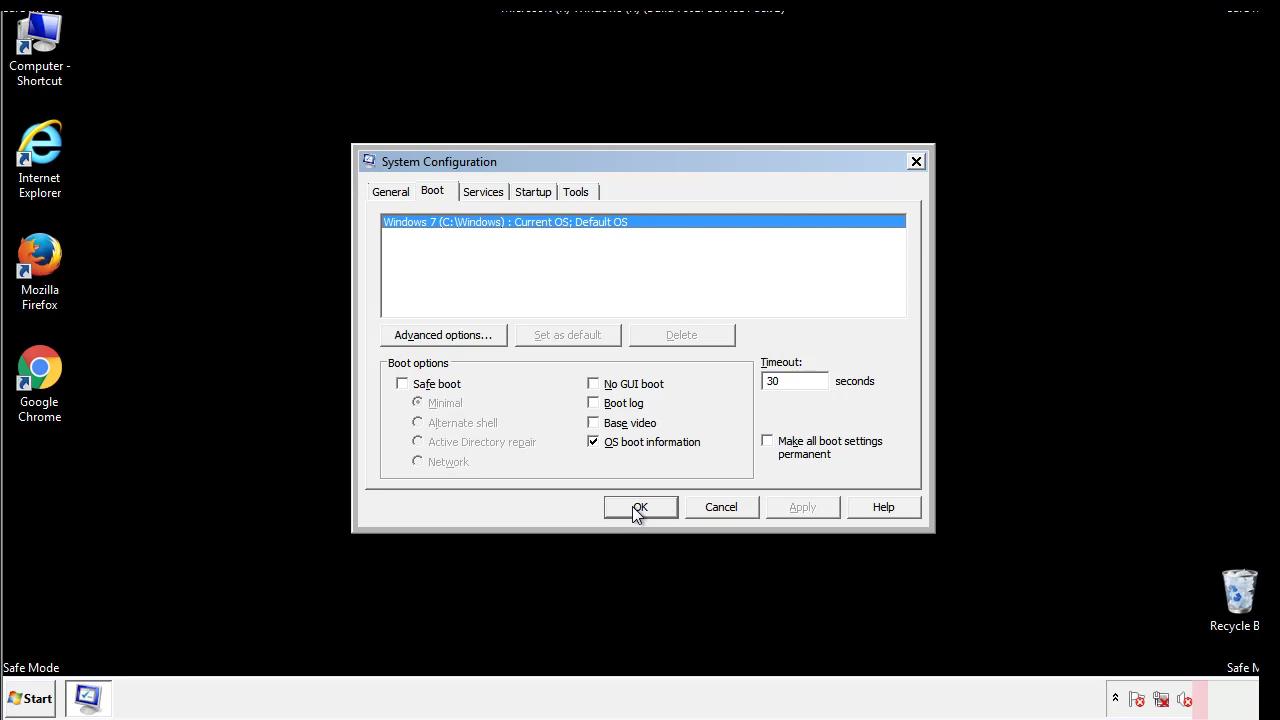 Computer -
Shortcut
Internet
Explorer
Mozilla
Firefox
Google
Chrome
System Configuration
General
Boot
Services
Startup
Tools
Windows 7 (C:\Windows) : Current OS; Default OS
Advanced options...
Set as default
Delete
Boot options
Safe boot
Minimal
Alternate shell
Active Directory repair
Network
No GUI boot
Boot log
Base video
OS boot information
Timeout:
30 seconds
Make all boot settings
permanent
OK
Cancel
Apply
Help
Recycle B
Safe Mode
Safe M
Start